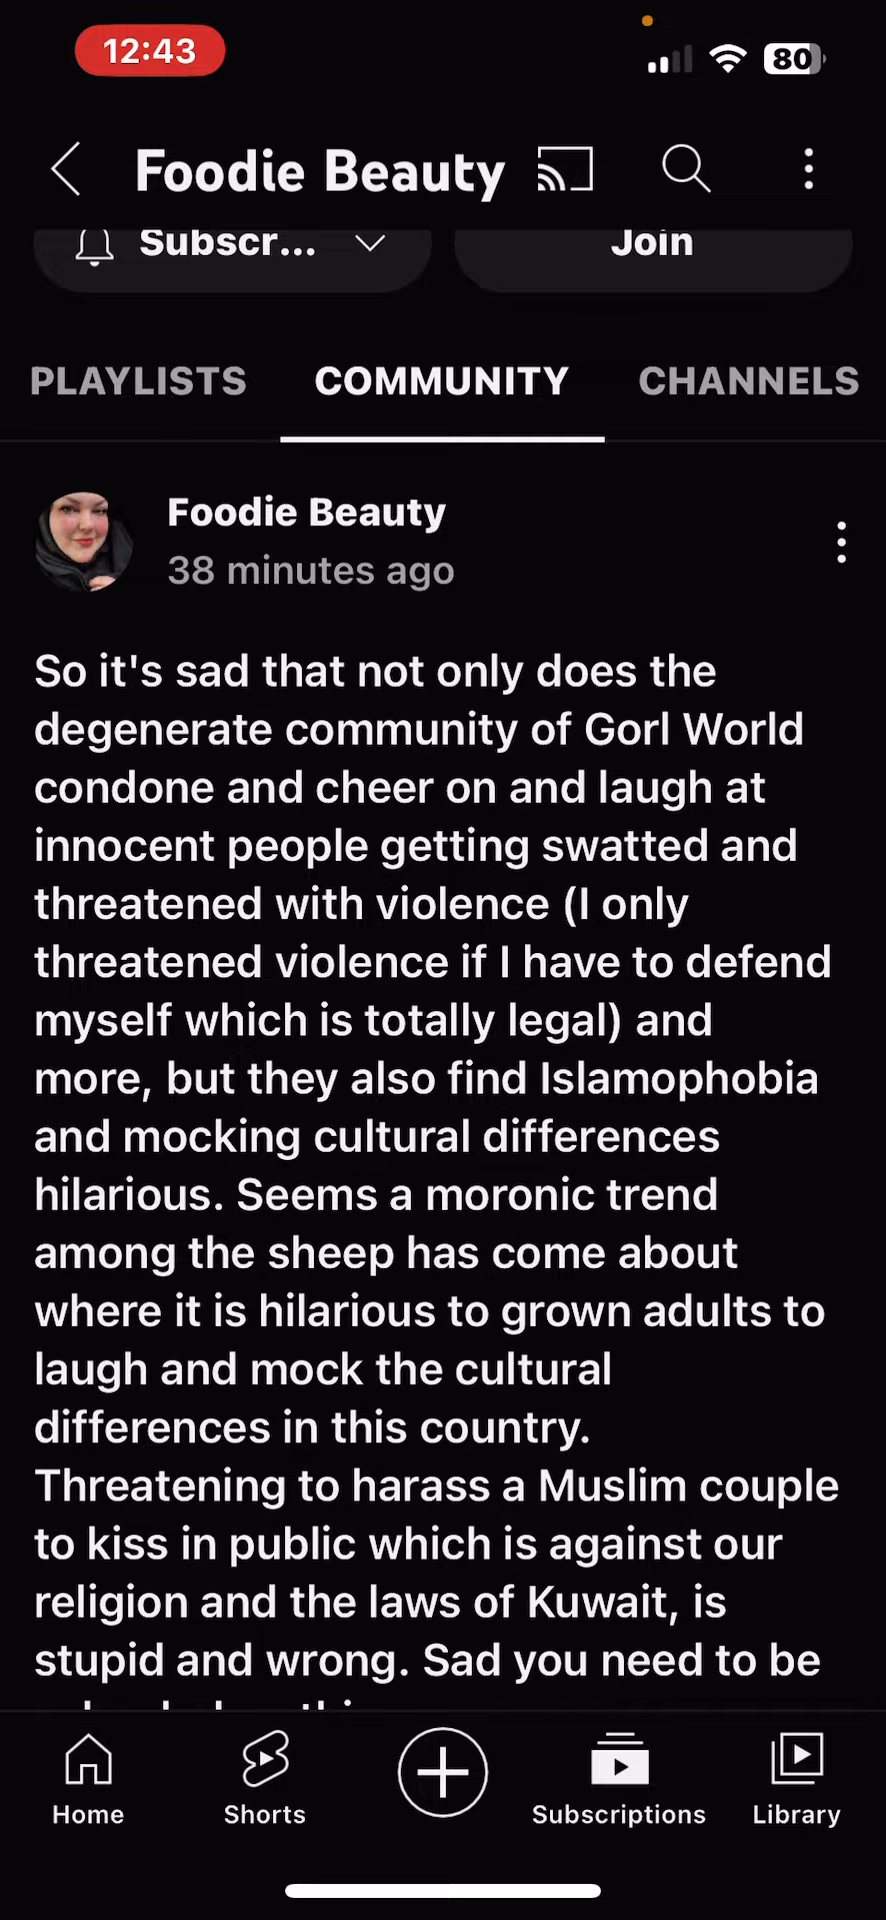 12:43
80
Foodie Beauty
Subscr...
Join
PLAYLISTS
COMMUNITY
CHANNELS
Foodie Beauty
38 minutes ago
So it's sad that not only does the
degenerate community of Gorl World
condone and cheer on and laugh at
innocent people getting swatted and
threatened with violence (I only
threatened violence if I have to defend
myself which is totally legal) and
more, but they also find Islamophobia
and mocking cultural differences
hilarious. Seems a moronic trend
among the sheep has come about
where it is hilarious to grown adults to
laugh and mock the cultural
differences in this country.
Threatening to harass a Muslim couple
to kiss in public which is against our
religion and the laws of Kuwait, is
stupid and wrong. Sad you need to be
Home
Shorts
Subscriptions
Library